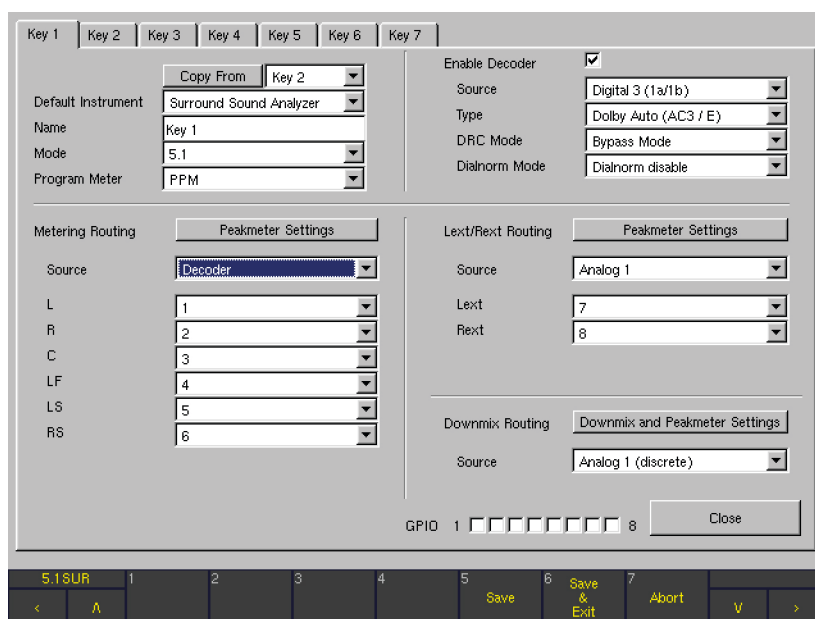 Key 1 Key 2 Key 3 Key 4 Key 5 Key 6 Key 7
Copy From Key 2
Default Instrument Surround Sound Analyzer
Name Key 1
Mode 5.1
Program Meter PPM
Enable Decoder
Source Digital 3 (1a/1b)
Type Dolby Auto (AC3 / E)
DRC Mode Bypass Mode
Dialnorm Mode Dialnorm disable
Metering Routing Peakmeter Settings
Source Decoder
L 1
R 2
C 3
LF 4
LS 5
RS 6
Lext/Rext Routing Peakmeter Settings
Source Analog 1
Lext 7
Rext 8
Downmix Routing Downmix and Peakmeter Settings
Source Analog 1 (discrete)
GPIO 1 8 Close
5.1SUR 1 2 3 4 5 Save 6 Save & Exit 7 Abort
< Λ V >